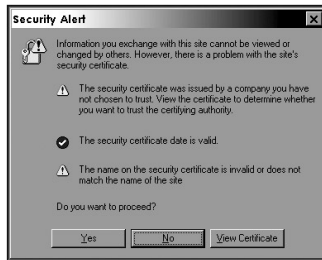 Security Alert
Information you exchange with this site cannot be viewed or
changed by others. However, there is a problem with the site's
security certificate.
The security certificate was issued by a company you have
not chosen to trust. View the certificate to determine whether
you want to trust the certifying authority.
The security certificate date is valid.
The name on the security certificate is invalid or does not
match the name of the site
Do you want to proceed?
Yes
No
View Certificate